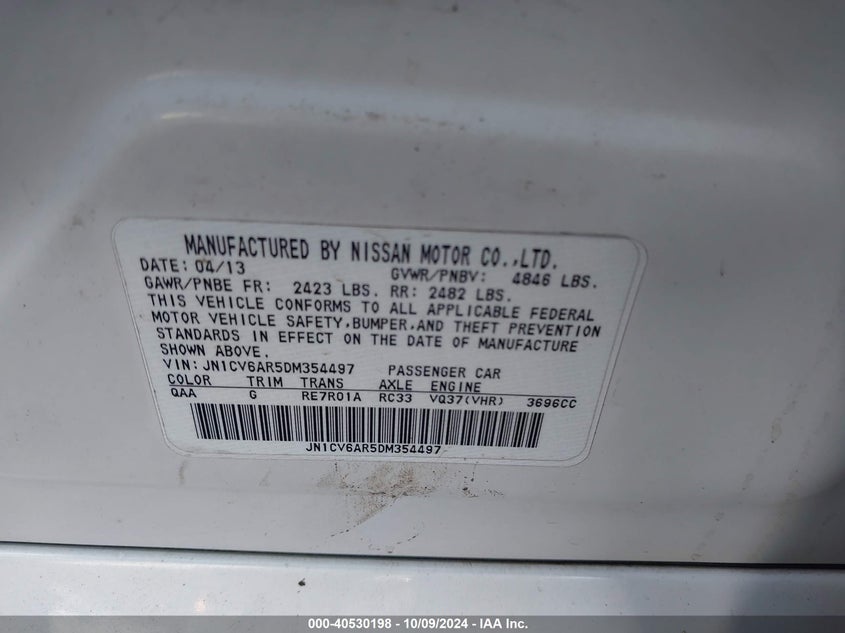 MANUFACTURED BY NISSAN MOTOR CO.,LTD.
DATE: 04/13 GVWR/PNBV: 4846 LBS.
GAWR/PNBE FR: 2423 LBS. RR: 2482 LBS.
THIS VEHICLE CONFORMS TO ALL APPLICABLE FEDERAL
MOTOR VEHICLE SAFETY,BUMPER,AND THEFT PREVENTION
STANDARDS IN EFFECT ON THE DATE OF MANUFACTURE
SHOWN ABOVE.
VIN:JN1CV6AR5DM354497 PASSENGER CAR
COLOR TRIM TRANS AXLE ENGINE
QAA G RE7R01A RC33 VQ37(VHR) 3696CC
JN1CV6AR5DM354497
000-40530198 - 10/09/2024 - IAA Inc.